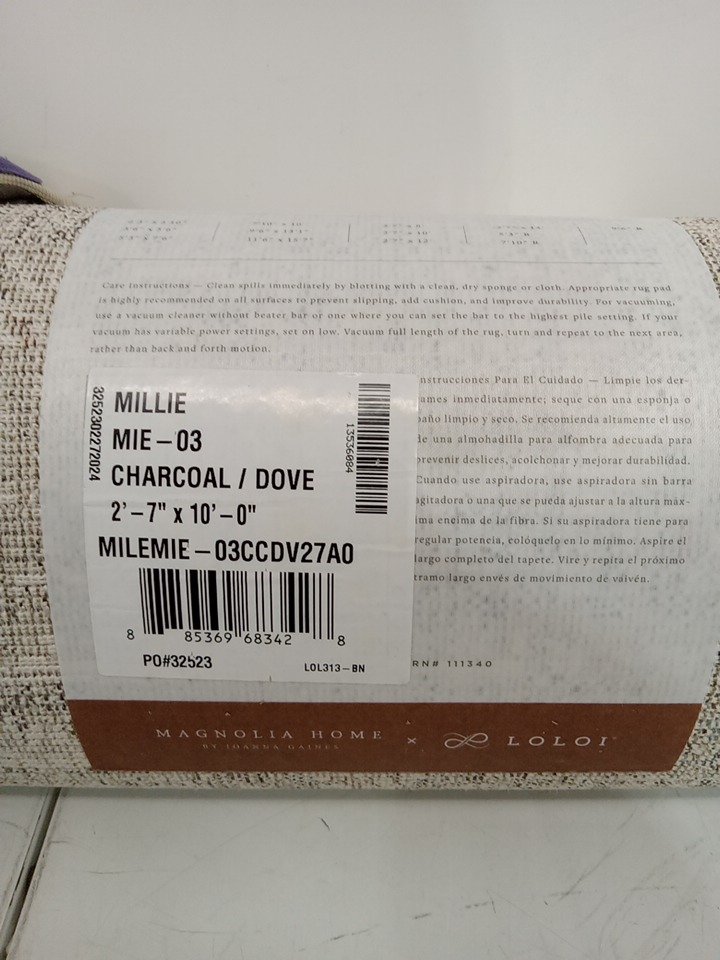 Care Instructions — Clean spills immediately by blotting with a clean, dry sponge or cloth. Appropriate rug pad
is highly recommended on all surfaces to prevent slipping, add cushion, and improve durability. For vacuuming,
use a vacuum cleaner without beater bar or one where you can set the bar to the highest pile setting. If your
vacuum has variable power settings, set on low. Vacuum full length of the rug, turn and repeat to the next area,
rather than back and forth motion.
3252302272024
MILLIE
MIE-03
CHARCOAL / DOVE
2'-7" x 10'-0"
MILEMIE-03CCDV27A0
13536084
8 85369 68342 8
PO#32523
LOL313-BN
nstrucciones Para El Cuidado — Limpie los der-
ames inmediatamente; seque con una esponja o
paño limpio y seco. Se recomienda altamente el uso
de una almohadilla para alfombra adecuada para
prevenir deslices, acolchonar y mejorar durabilidad.
Cuando use aspiradora, use aspiradora sin barra
agitadora o una que se pueda ajustar a la altura máx-
ima encima de la fibra. Si su aspiradora tiene para
regular potencia, colóquelo en lo mínimo. Aspire el
largo completo del tapete. Vire y repita el próximo
tramo largo envés de movimiento de vaivén.
RN# 111340
MAGNOLIA HOME
BY JOANNA GAINES
×
LOLOI